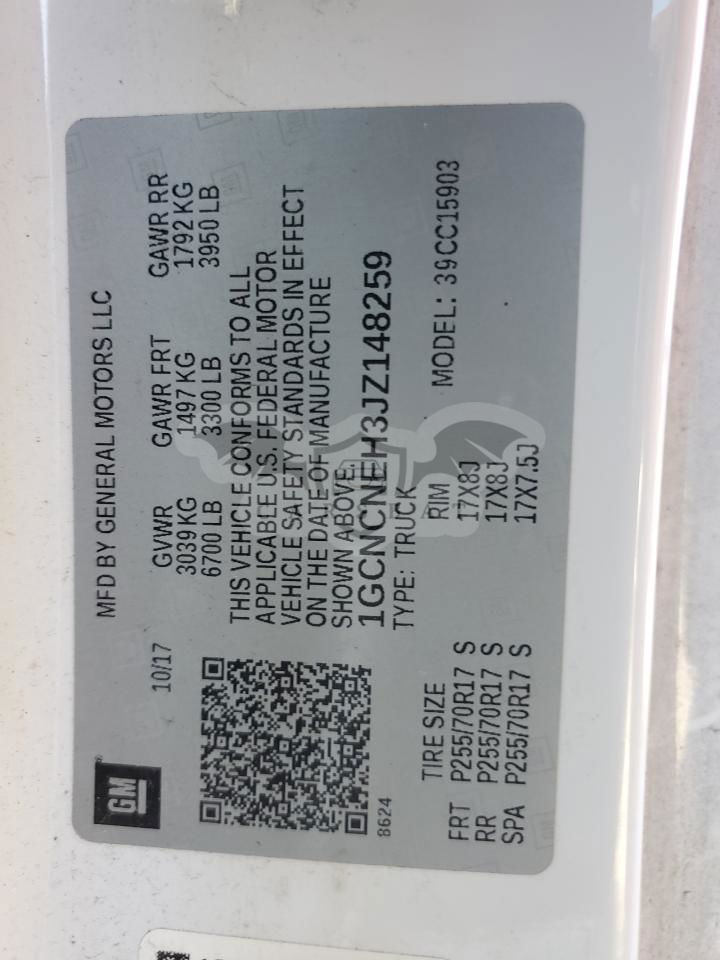 GM
10/17
MFD BY GENERAL MOTORS LLC
GVWR GAWR FRT GAWR RR
3039 KG 1497 KG 1792 KG
6700 LB 3300 LB 3950 LB
THIS VEHICLE CONFORMS TO ALL
APPLICABLE U.S. FEDERAL MOTOR
VEHICLE SAFETY STANDARDS IN EFFECT
ON THE DATE OF MANUFACTURE
SHOWN ABOVE.
1GCNCNEH3JZ148259
8624
TYPE: TRUCK MODEL: 39CC15903
TIRE SIZE RIM
FRT P255/70R17 S 17X8J
RR P255/70R17 S 17X8J
SPA P255/70R17 S 17X7.5J